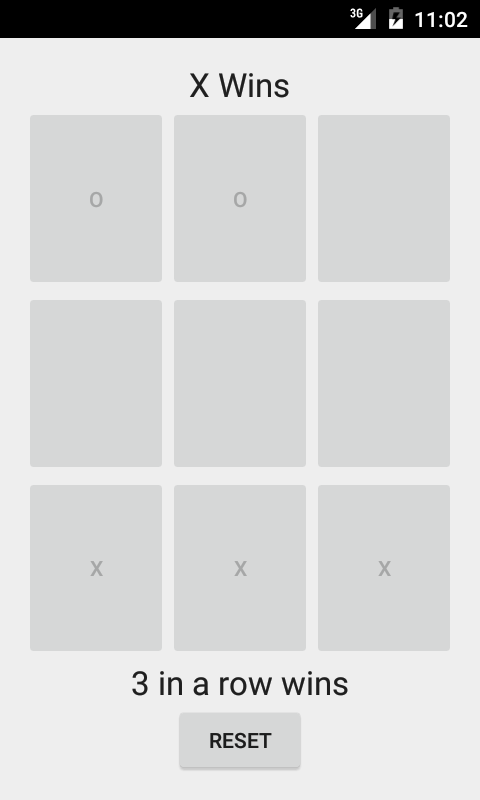 3G 11:02
X Wins
O O
X X X
3 in a row wins
RESET